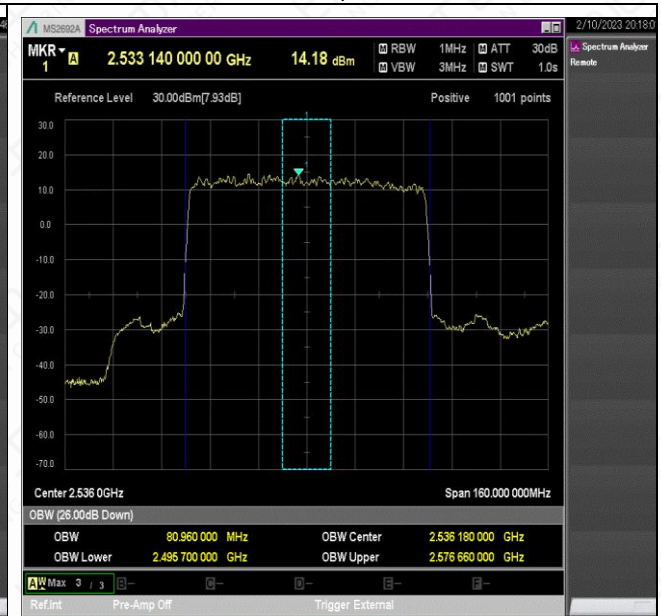 MS2692A Spectrum Analyzer
2/10/2023 20:18:0
MKR 1 A 2.533 140 000 00 GHz 14.18 dBm M RBW 1MHz M ATT 30dB
M VBW 3MHz M SWT 1.0s
Spectrum Analyzer
Remote
Reference Level 30.00dBm[7.93dB] Positive 1001 points
30.0
20.0
10.0
0.0
-10.0
-20.0
-30.0
-40.0
-50.0
-60.0
-70.0
1
Center 2.536 0GHz Span 160.000 000MHz
OBW (26.00dB Down)
OBW 80.960 000 MHz OBW Center 2.536 180 000 GHz
OBW Lower 2.495 700 000 GHz OBW Upper 2.576 660 000 GHz
A W Max 3 / 3 B- C- D- E- F-
Ref.Int Pre-Amp Off Trigger External